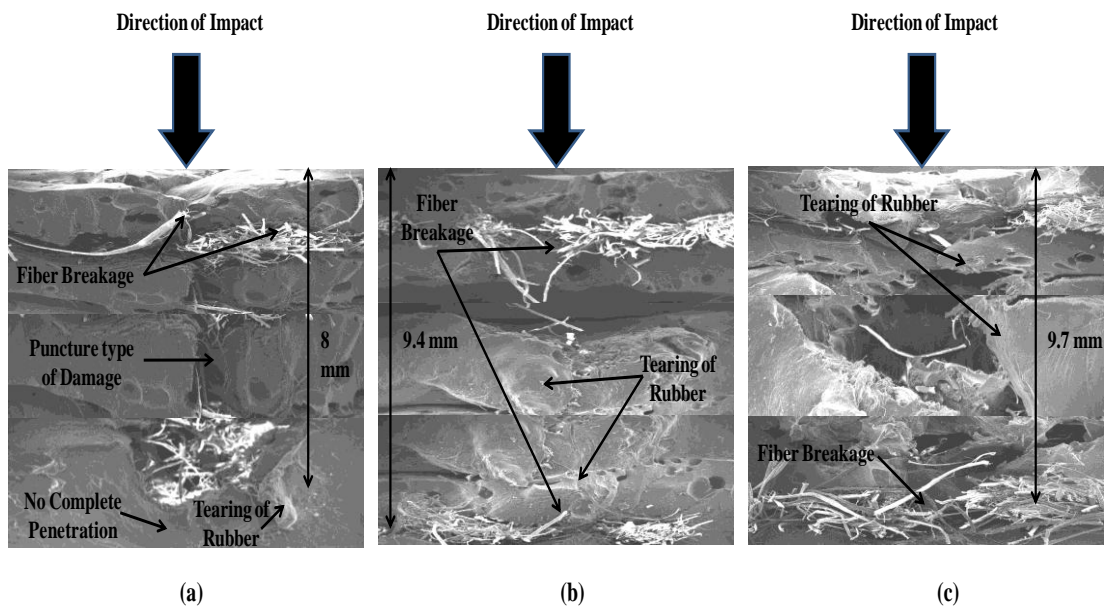 Direction of Impact
Direction of Impact
Direction of Impact
Fiber Breakage
Puncture type
of Damage
8
mm
No Complete
Penetration
Tearing of
Rubber
(a)
Fiber
Breakage
9.4 mm
Tearing of
Rubber
(b)
Tearing of Rubber
9.7 mm
Fiber Breakage
(c)